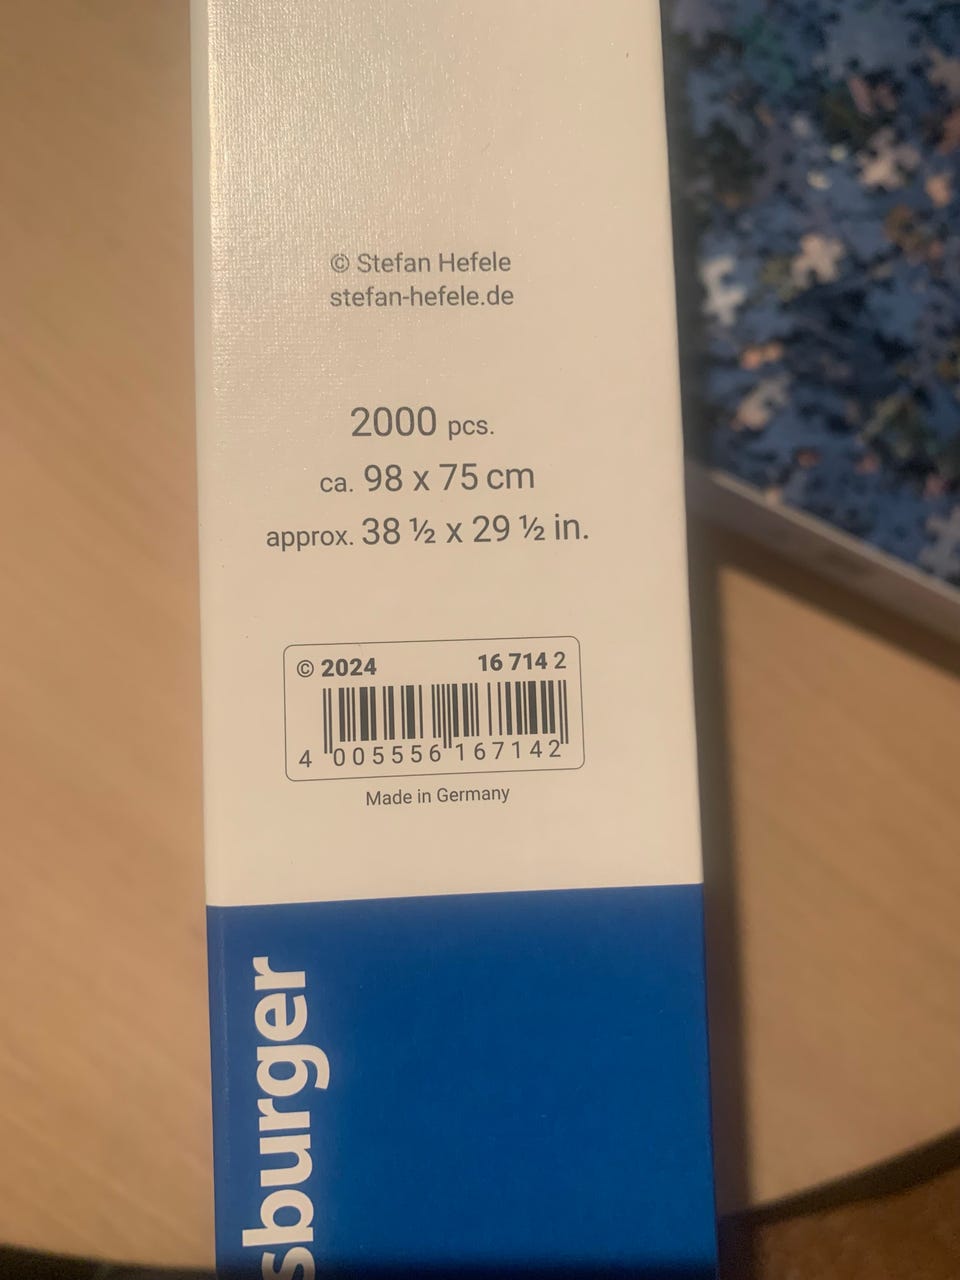 © Stefan Hefele
stefan-hefele.de
2000 pcs.
ca. 98 x 75 cm
approx. 38 ½ x 29 ½ in.
© 2024 16 714 2
4 005556 167142
Made in Germany
sburger